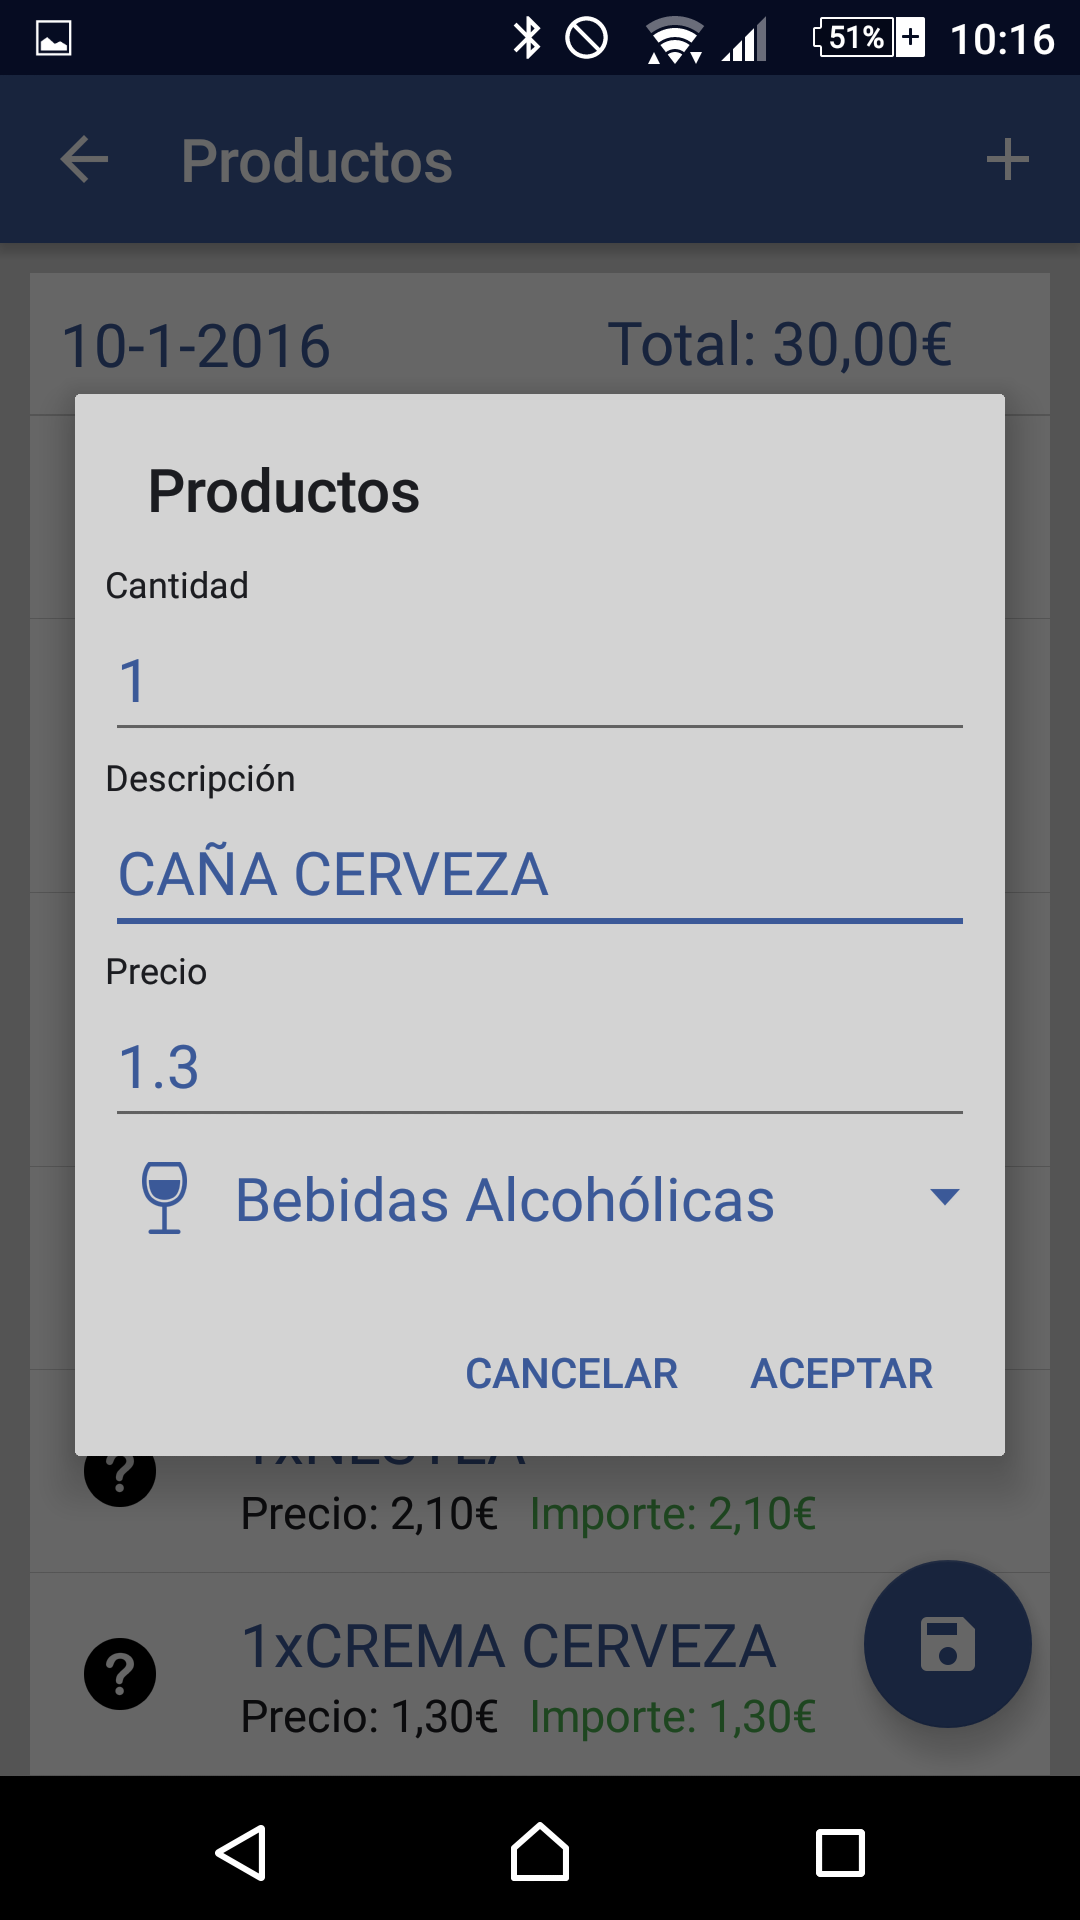 51% 10:16
Productos
10-1-2016 Total: 30,00€
Productos
Cantidad
1
Descripción
CAÑA CERVEZA
Precio
1.3
Bebidas Alcohólicas
CANCELAR ACEPTAR
1xNESTEA
Precio: 2,10€ Importe: 2,10€
1xCREMA CERVEZA
Precio: 1,30€ Importe: 1,30€